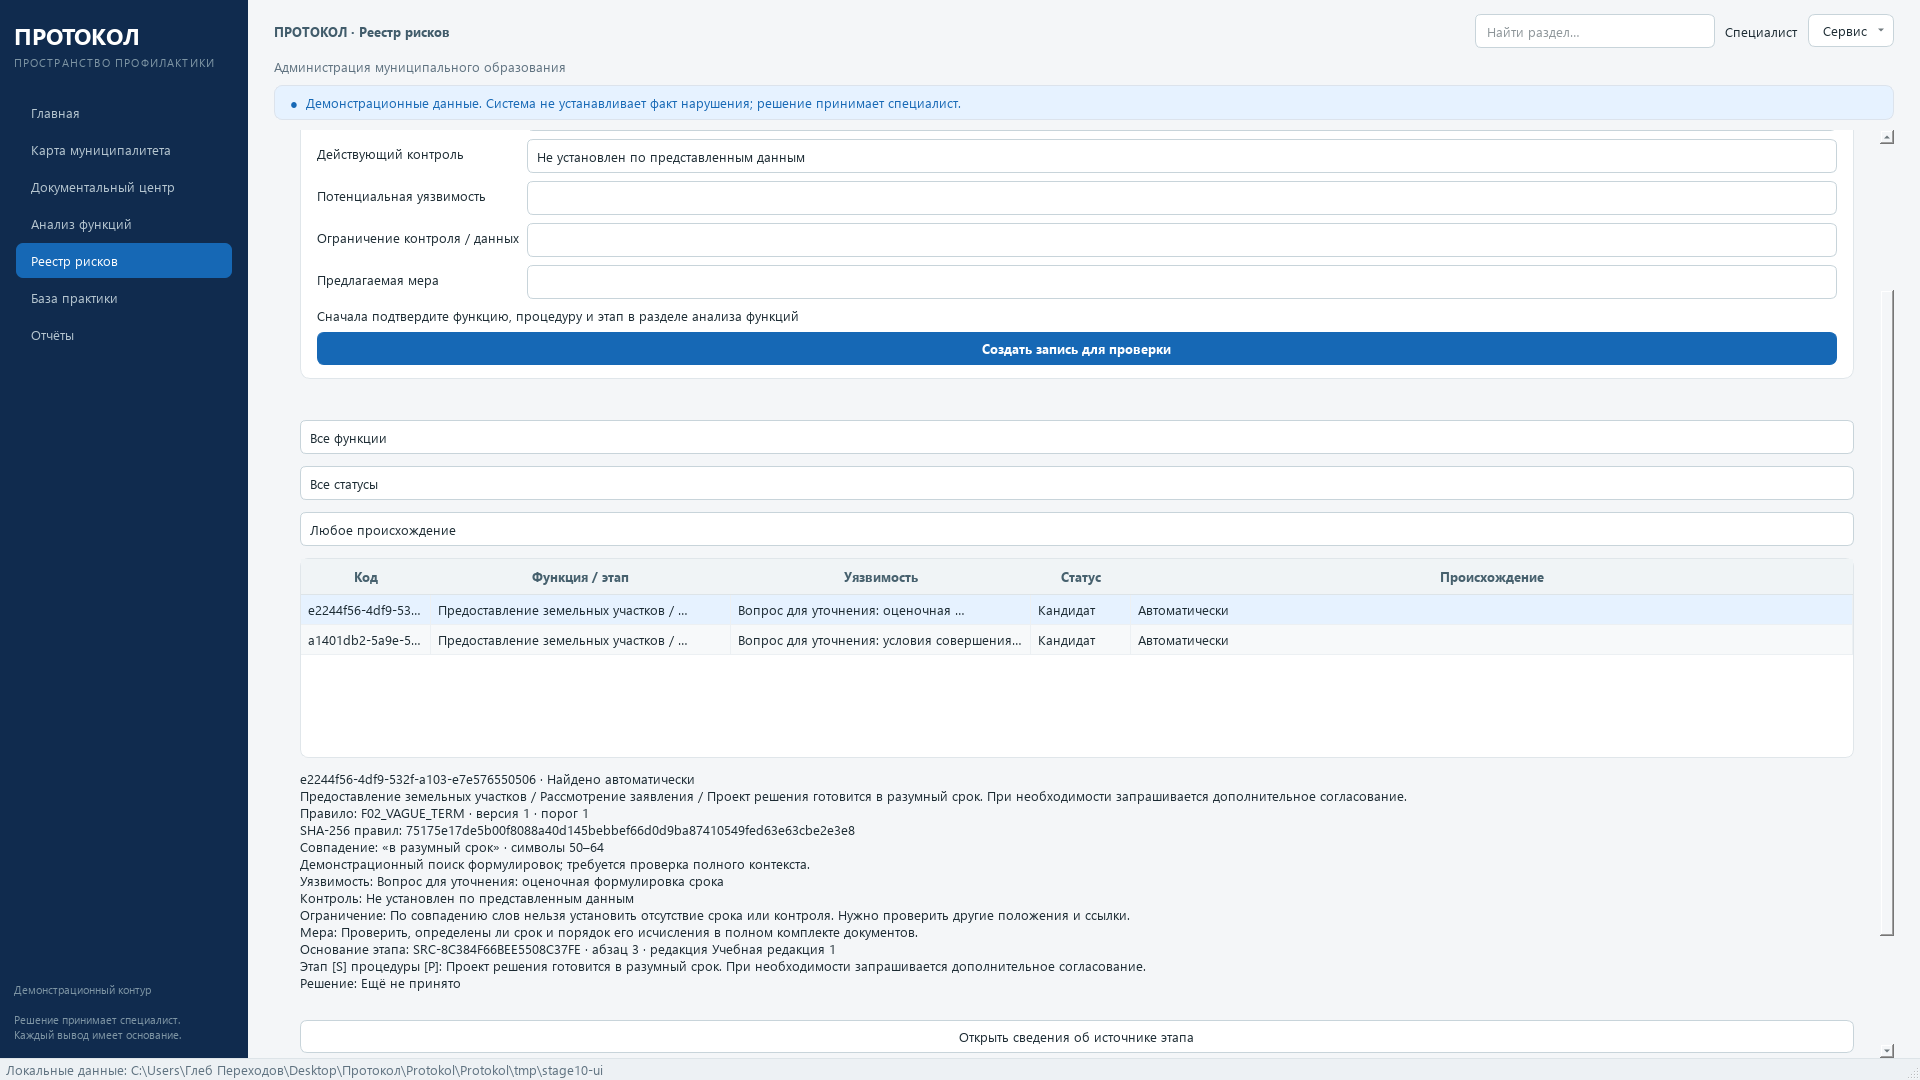 ПРОТОКОЛ
ПРОСТРАНСТВО ПРОФИЛАКТИКИ
Главная
Карта муниципалитета
Документальный центр
Анализ функций
Реестр рисков
База практики
Отчёты
Демонстрационный контур
Решение принимает специалист.
Каждый вывод имеет основание.
ПРОТОКОЛ · Реестр рисков
Найти раздел...
Специалист
Сервис
Администрация муниципального образования
● Демонстрационные данные. Система не устанавливает факт нарушения; решение принимает специалист.
Действующий контроль
Не установлен по представленным данным
Потенциальная уязвимость
Ограничение контроля / данных
Предлагаемая мера
Сначала подтвердите функцию, процедуру и этап в разделе анализа функций
Создать запись для проверки
Все функции
Все статусы
Любое происхождение
Код Функция / этап Уязвимость Статус Происхождение
e2244f56-4df9-53... Предоставление земельных участков / ... Вопрос для уточнения: оценочная ... Кандидат Автоматически
a1401db2-5a9e-5... Предоставление земельных участков / ... Вопрос для уточнения: условия совершения... Кандидат Автоматически
e2244f56-4df9-532f-a103-e7e576550506 · Найдено автоматически
Предоставление земельных участков / Рассмотрение заявления / Проект решения готовится в разумный срок. При необходимости запрашивается дополнительное согласование.
Правило: F02_VAGUE_TERM · версия 1 · порог 1
SHA-256 правил: 75175e17de5b00f8088a40d145bebbef66d0d9ba87410549fed63e63cbe2e3e8
Совпадение: «в разумный срок» · символы 50–64
Демонстрационный поиск формулировок; требуется проверка полного контекста.
Уязвимость: Вопрос для уточнения: оценочная формулировка срока
Контроль: Не установлен по представленным данным
Ограничение: По совпадению слов нельзя установить отсутствие срока или контроля. Нужно проверить другие положения и ссылки.
Мера: Проверить, определены ли срок и порядок его исчисления в полном комплекте документов.
Основание этапа: SRC-8C384F66BEE5508C37FE · абзац 3 · редакция Учебная редакция 1
Этап [S] процедуры [P]: Проект решения готовится в разумный срок. При необходимости запрашивается дополнительное согласование.
Решение: Ещё не принято
Открыть сведения об источнике этапа
Локальные данные: C:\Users\Глеб Переходов\Desktop\Протокол\Protokol\Protokol\tmp\stage10-ui